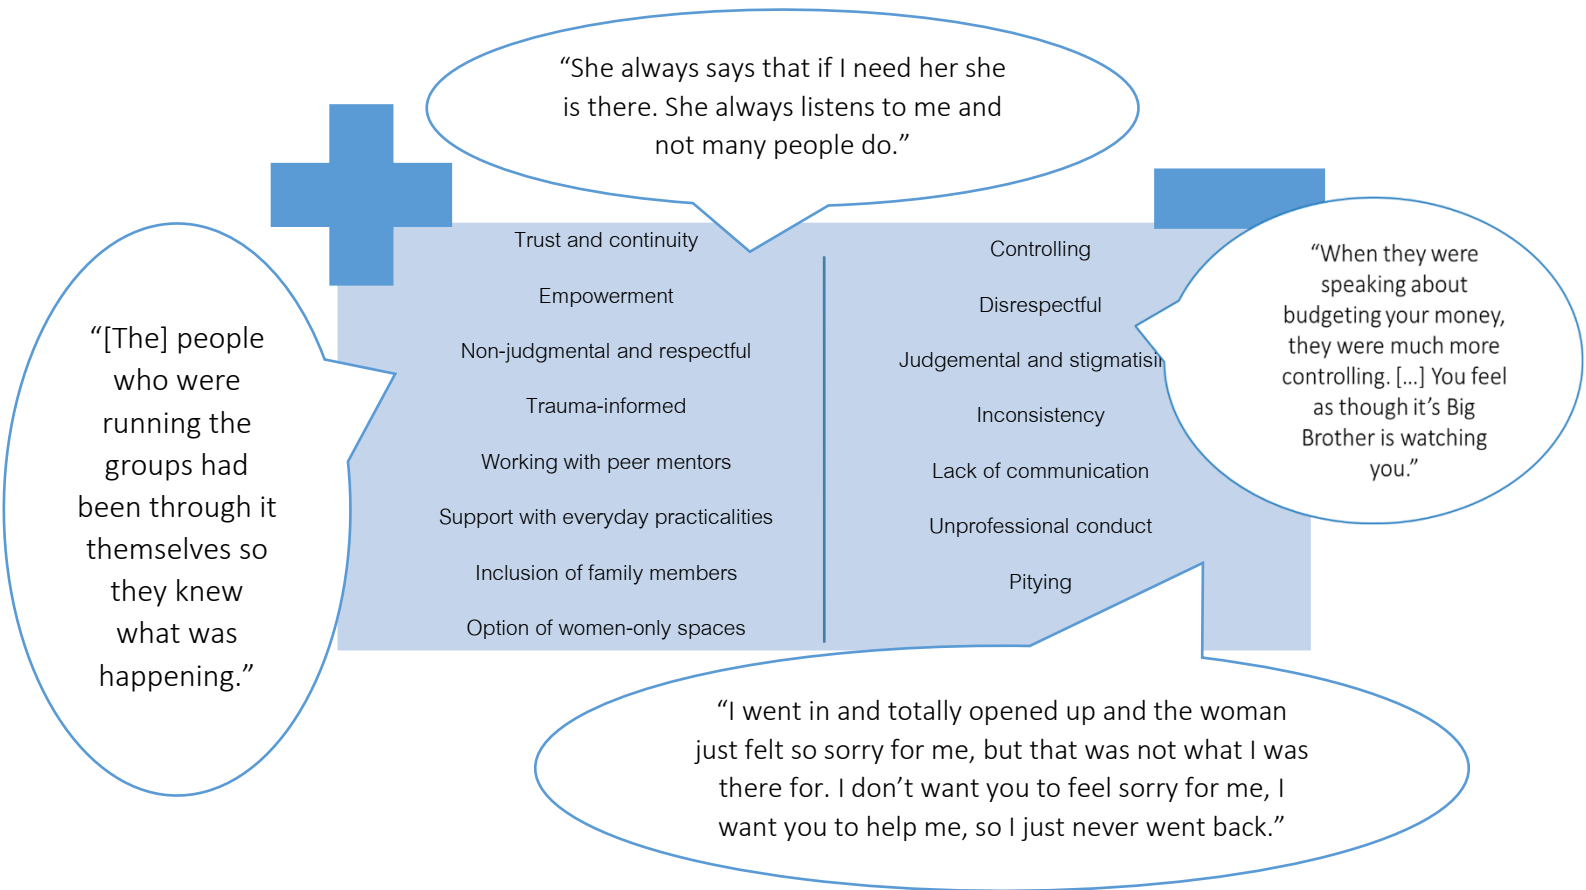 “She always says that if I need her she
is there. She always listens to me and
not many people do.”
“[The] people
who were
running the
groups had
been through it
themselves so
they knew
what was
happening.”
Trust and continuity
Empowerment
Non-judgmental and respectful
Trauma-informed
Working with peer mentors
Support with everyday practicalities
Inclusion of family members
Option of women-only spaces
Controlling
Disrespectful
Judgemental and stigmatisi
Inconsistency
Lack of communication
Unprofessional conduct
Pitying
“When they were
speaking about
budgeting your money,
they were much more
controlling. [...] You feel
as though it’s Big
Brother is watching
you.”
“I went in and totally opened up and the woman
just felt so sorry for me, but that was not what I was
there for. I don’t want you to feel sorry for me, I
want you to help me, so I just never went back.”